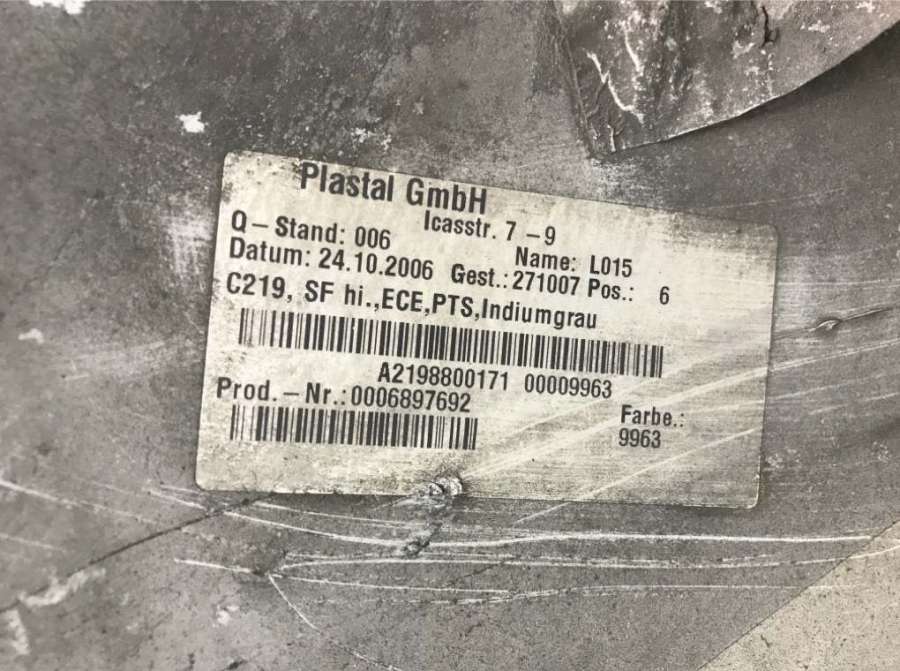 Plastal GmbH
Icasstr. 7 - 9
Q - Stand: 006 Name: L015
Datum: 24.10.2006 Gest.: 271007 Pos.: 6
C219, SF hi.,ECE,PTS,Indiumgrau
A2198800171 00009963
Prod. - Nr.:0006897692 Farbe.:
9963